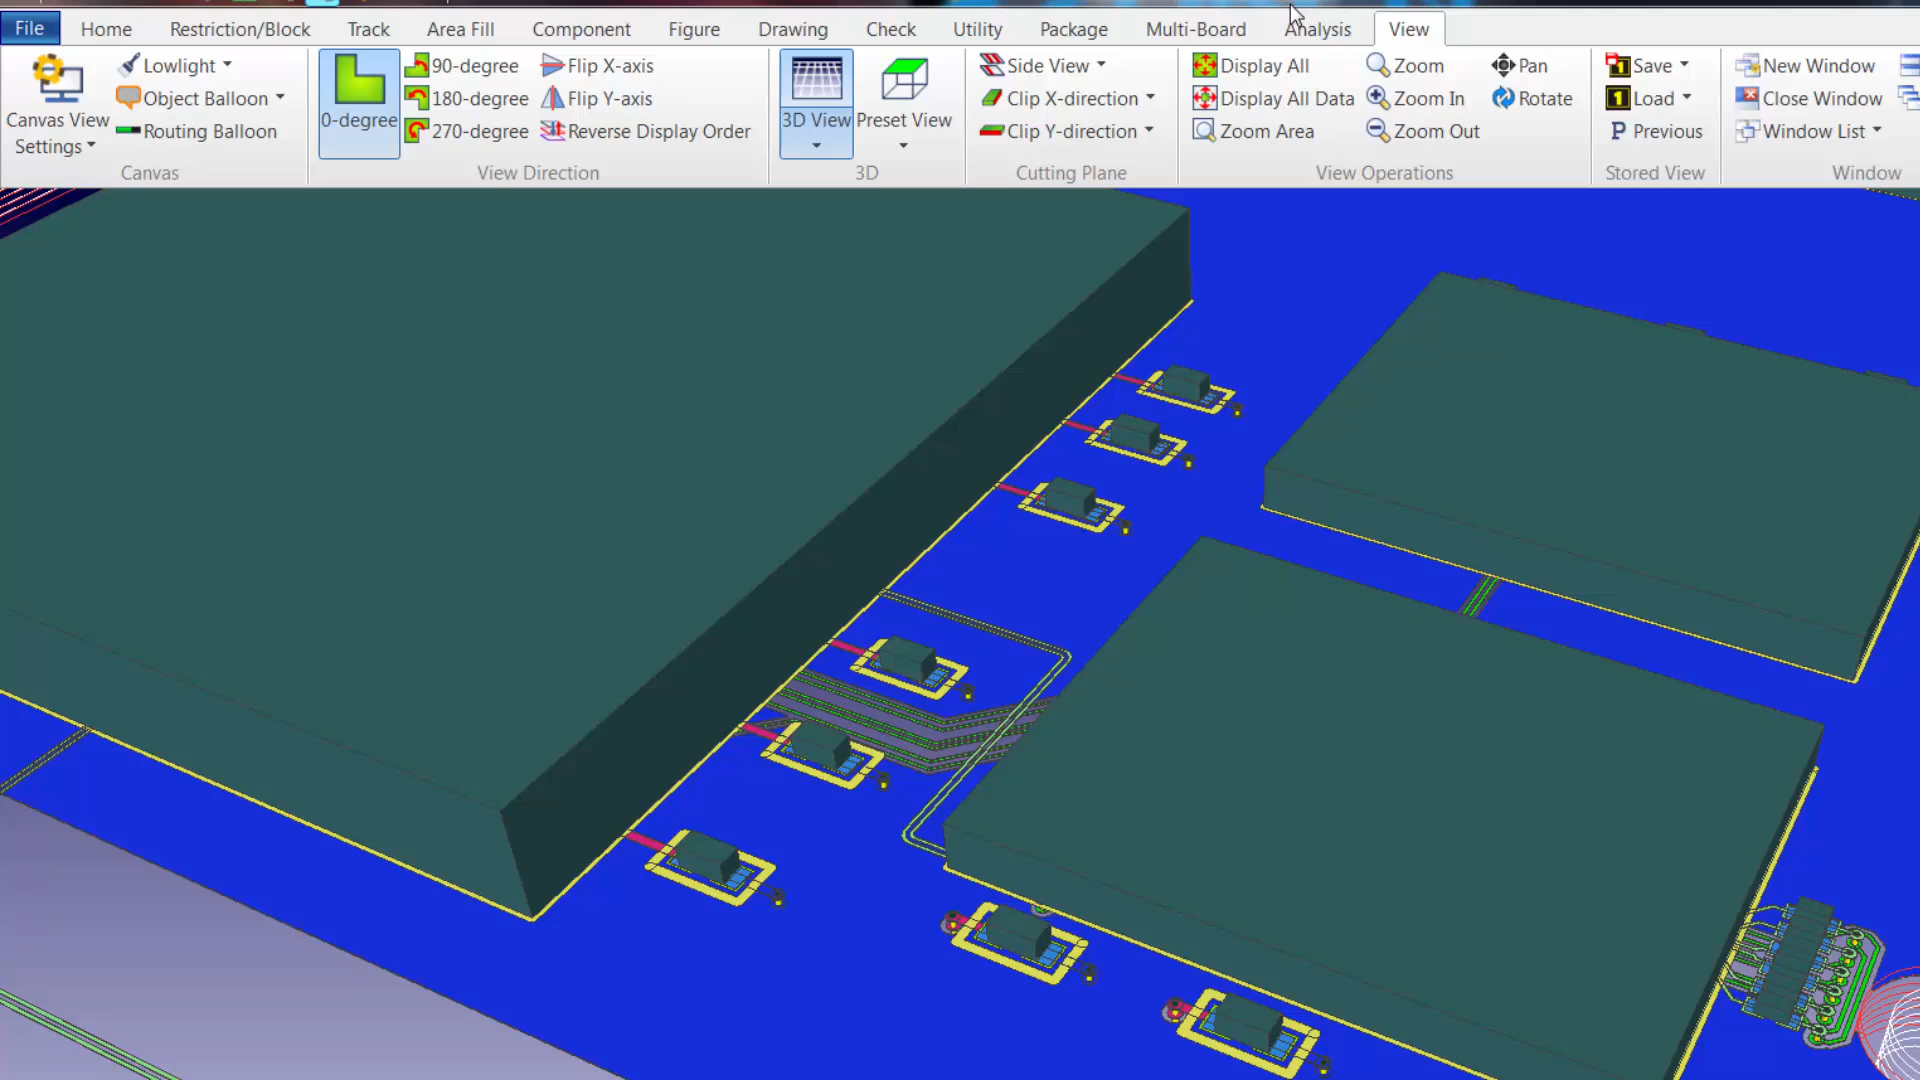 File Home Restriction/Block Track Area Fill Component Figure Drawing Check Utility Package Multi-Board Analysis View
Canvas View Settings
Lowlight
Object Balloon
Routing Balloon
Canvas
0-degree
90-degree
180-degree
270-degree
Flip X-axis
Flip Y-axis
Reverse Display Order
View Direction
3D View
Preset View
3D
Side View
Clip X-direction
Clip Y-direction
Cutting Plane
Display All
Display All Data
Zoom Area
Zoom
Zoom In
Zoom Out
Pan
Rotate
View Operations
1 Save
1 Load
P Previous
Stored View
New Window
Close Window
Window List
Window